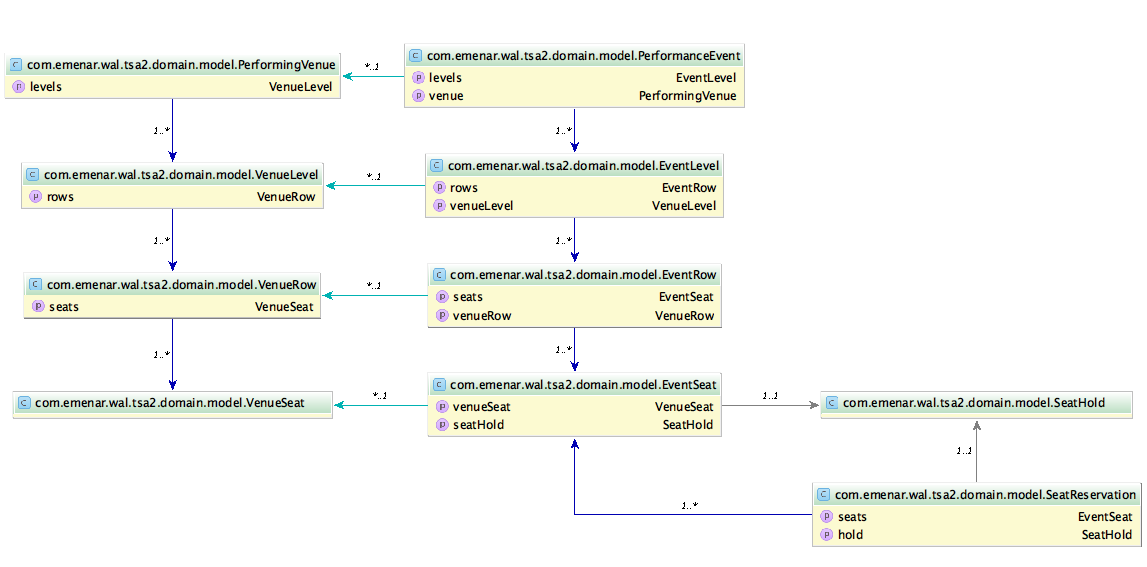 com.emenar.wal.tsa2.domain.model.PerformingVenue
levels VenueLevel
*..1
com.emenar.wal.tsa2.domain.model.PerformanceEvent
levels EventLevel
venue PerformingVenue
1..*
1..*
com.emenar.wal.tsa2.domain.model.VenueLevel
rows VenueRow
*..1
com.emenar.wal.tsa2.domain.model.EventLevel
rows EventRow
venueLevel VenueLevel
1..*
1..*
com.emenar.wal.tsa2.domain.model.VenueRow
seats VenueSeat
*..1
com.emenar.wal.tsa2.domain.model.EventRow
seats EventSeat
venueRow VenueRow
1..*
1..*
com.emenar.wal.tsa2.domain.model.VenueSeat
*..1
com.emenar.wal.tsa2.domain.model.EventSeat
venueSeat VenueSeat
seatHold SeatHold
1..1
com.emenar.wal.tsa2.domain.model.SeatHold
1..1
1..*
com.emenar.wal.tsa2.domain.model.SeatReservation
seats EventSeat
hold SeatHold